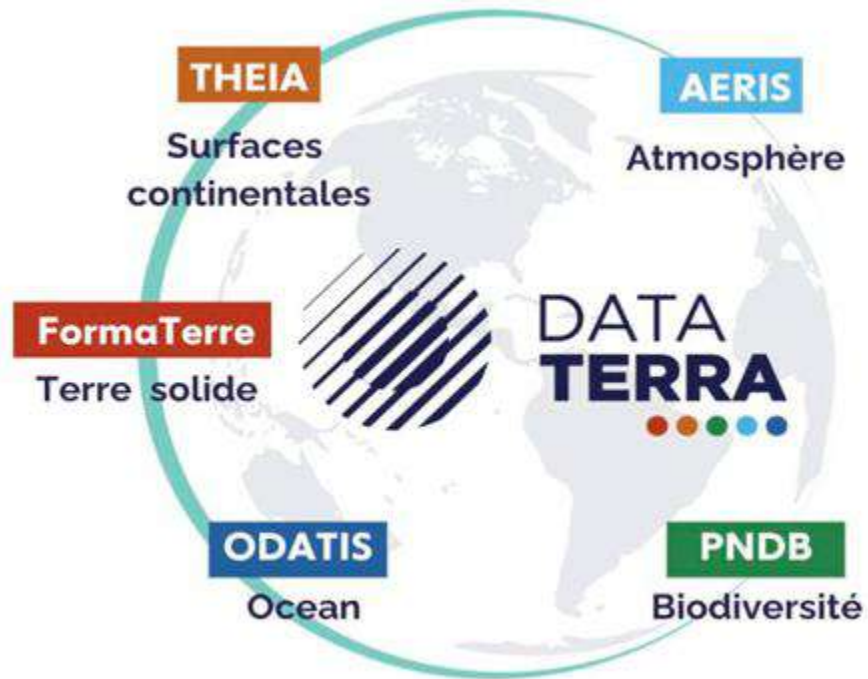 THEIA
Surfaces
continentales
AERIS
Atmosphère
FormaTerre
Terre solide
DATA
TERRA
ODATIS
Ocean
PNDB
Biodiversité